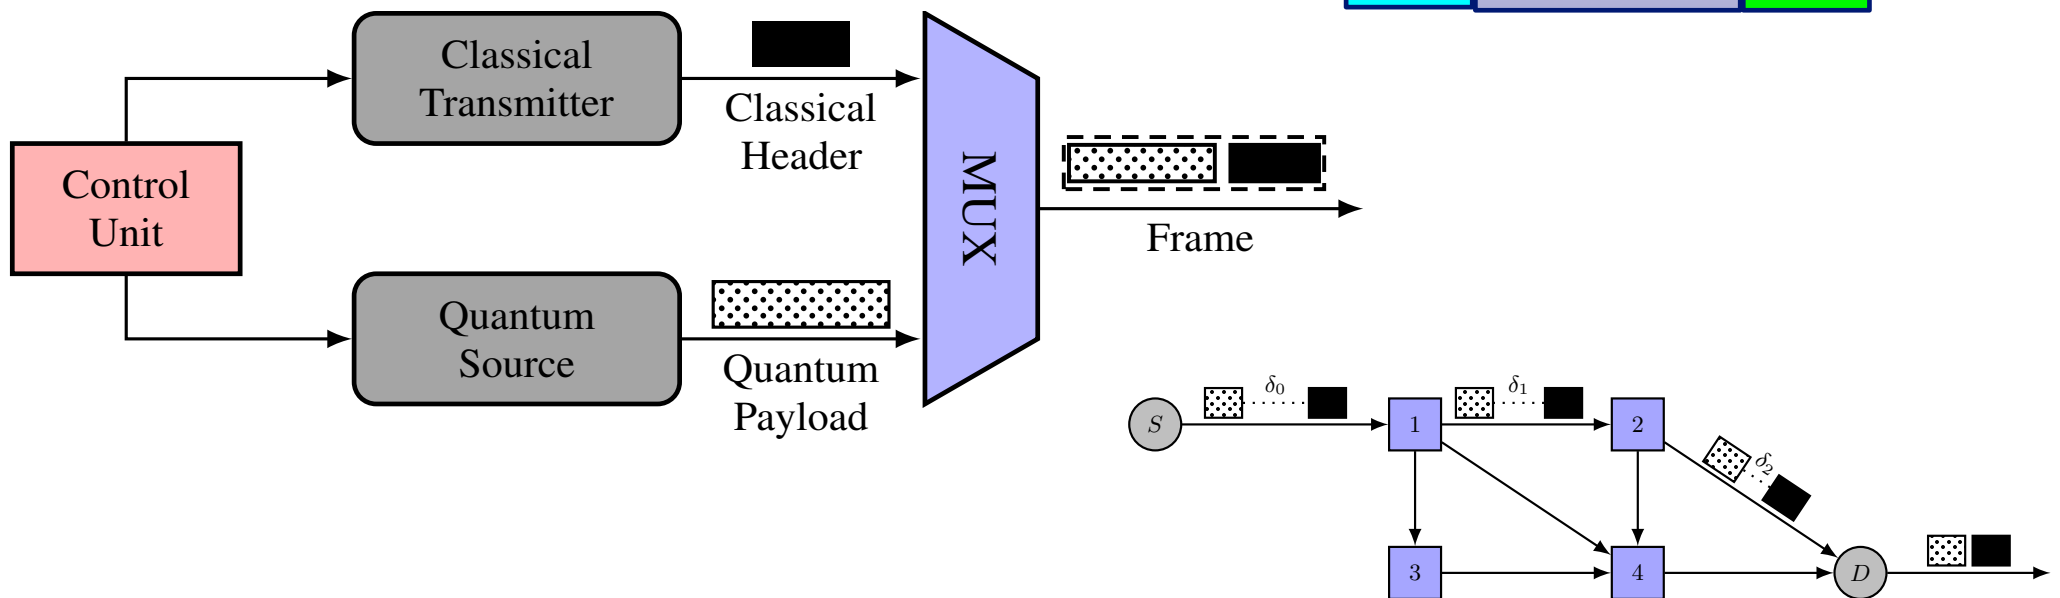 Classical
Transmitter
Classical
Header
Control
Unit
MUX
Frame
Quantum
Source
Quantum
Payload
S
δ₀
1
δ₁
2
δ₂
3
4
D